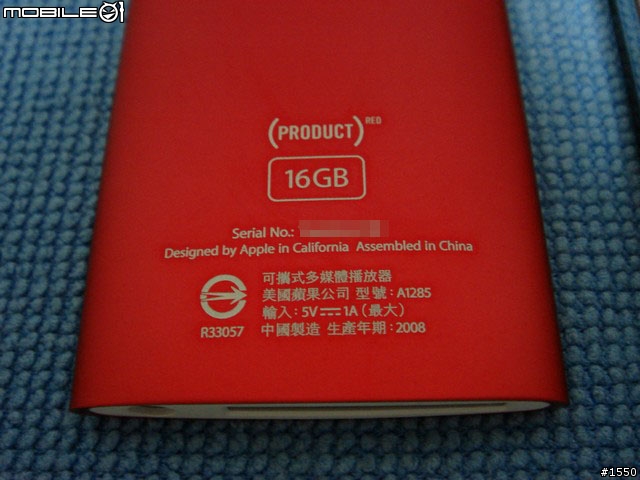 MOBILE01
(PRODUCT) RED
16GB
Serial No.:
Designed by Apple in California Assembled in China
可攜式多媒體播放器
美國蘋果公司 型號：A1285
輸入：5V⎓1A（最大）
R33057 中國製造 生產年期：2008
#1550